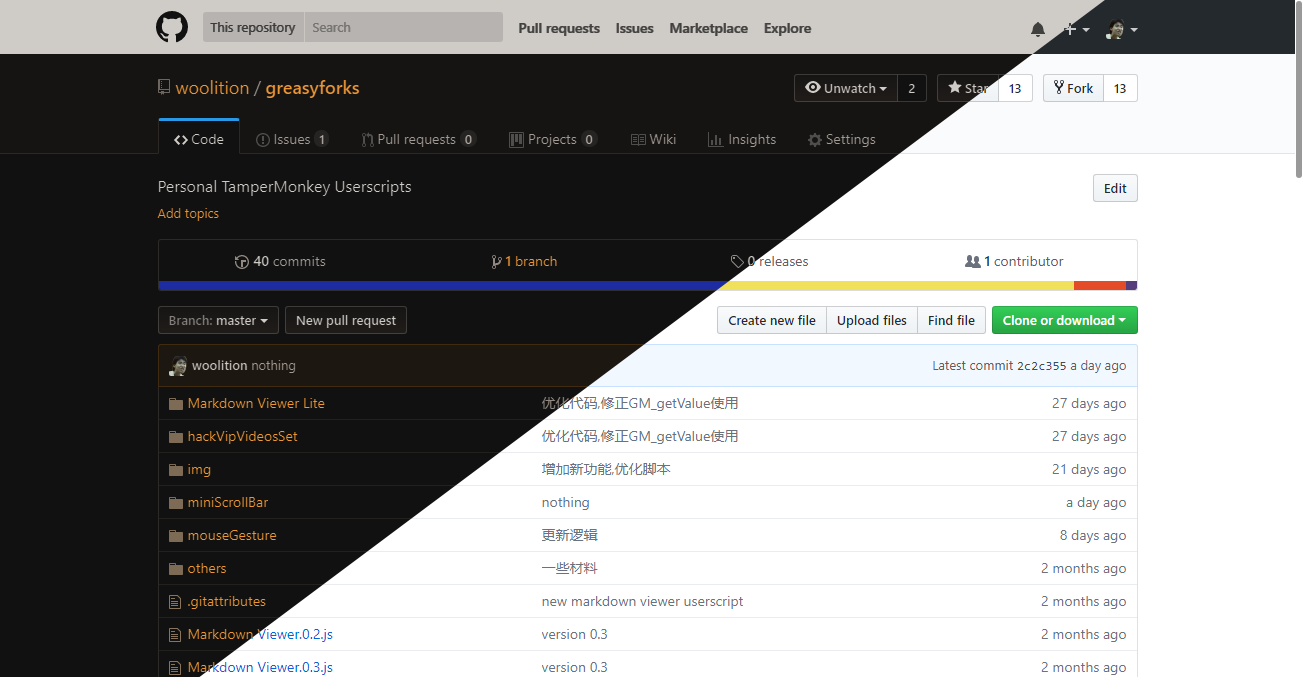 This repository Search Pull requests Issues Marketplace Explore
woolition / greasyforks Unwatch 2 Star 13 Fork 13
Code Issues 1 Pull requests 0 Projects 0 Wiki Insights Settings
Personal TamperMonkey Userscripts Edit
Add topics
40 commits 1 branch 0 releases 1 contributor
Branch: master New pull request Create new file Upload files Find file Clone or download
woolition nothing Latest commit 2c2c355 a day ago
Markdown Viewer Lite 优化代码,修正GM_getValue使用 27 days ago
hackVipVideosSet 优化代码,修正GM_getValue使用 27 days ago
img 增加新功能,优化脚本 21 days ago
miniScrollBar nothing a day ago
mouseGesture 更新逻辑 8 days ago
others 一些材料 2 months ago
.gitattributes new markdown viewer userscript 2 months ago
Markdown Viewer.0.2.js version 0.3 2 months ago
Markdown Viewer.0.3.js version 0.3 2 months ago